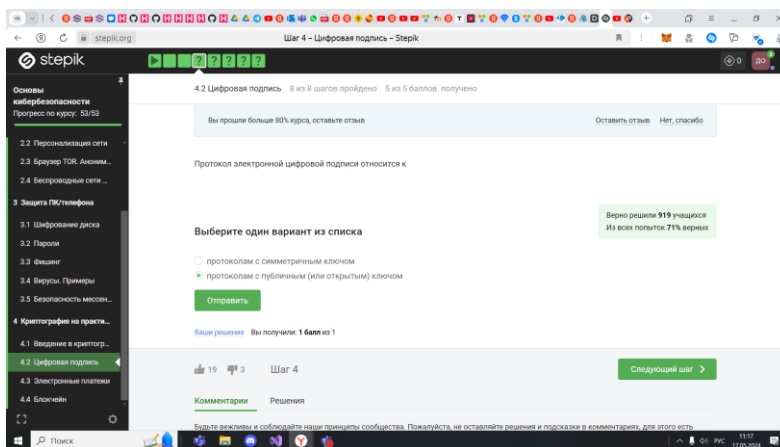 stepik.org
Шаг 4 – Цифровая подпись – Stepik
stepik
0
ДО
Основы кибербезопасности
Прогресс по курсу: 53/53
2.2 Персонализация сети
2.3 Браузер TOR. Аноним...
2.4 Беспроводные сети ...
3 Защита ПК/телефона
3.1 Шифрование диска
3.2 Пароли
3.3 Фишинг
3.4 Вирусы. Примеры
3.5 Безопасность мессен...
4 Криптография на практи...
4.1 Введение в криптогр...
4.2 Цифровая подпись
4.3 Электронные платежи
4.4 Блокчейн
4.2 Цифровая подпись 8 из 8 шагов пройдено 5 из 5 баллов получено
Вы прошли больше 80% курса, оставьте отзыв
Оставить отзыв Нет, спасибо
Протокол электронной цифровой подписи относится к
Верно решили 919 учащихся
Из всех попыток 71% верных
Выберите один вариант из списка
протоколам с симметричным ключом
протоколам с публичным (или открытым) ключом
Отправить
Ваши решения Вы получили: 1 балл из 1
19 3 Шаг 4
Следующий шаг
Комментарии Решения
Будьте вежливы и соблюдайте наши принципы сообщества. Пожалуйста, не оставляйте решения и подсказки в комментариях, для этого есть
Поиск
РУС
11:17
17.05.2024